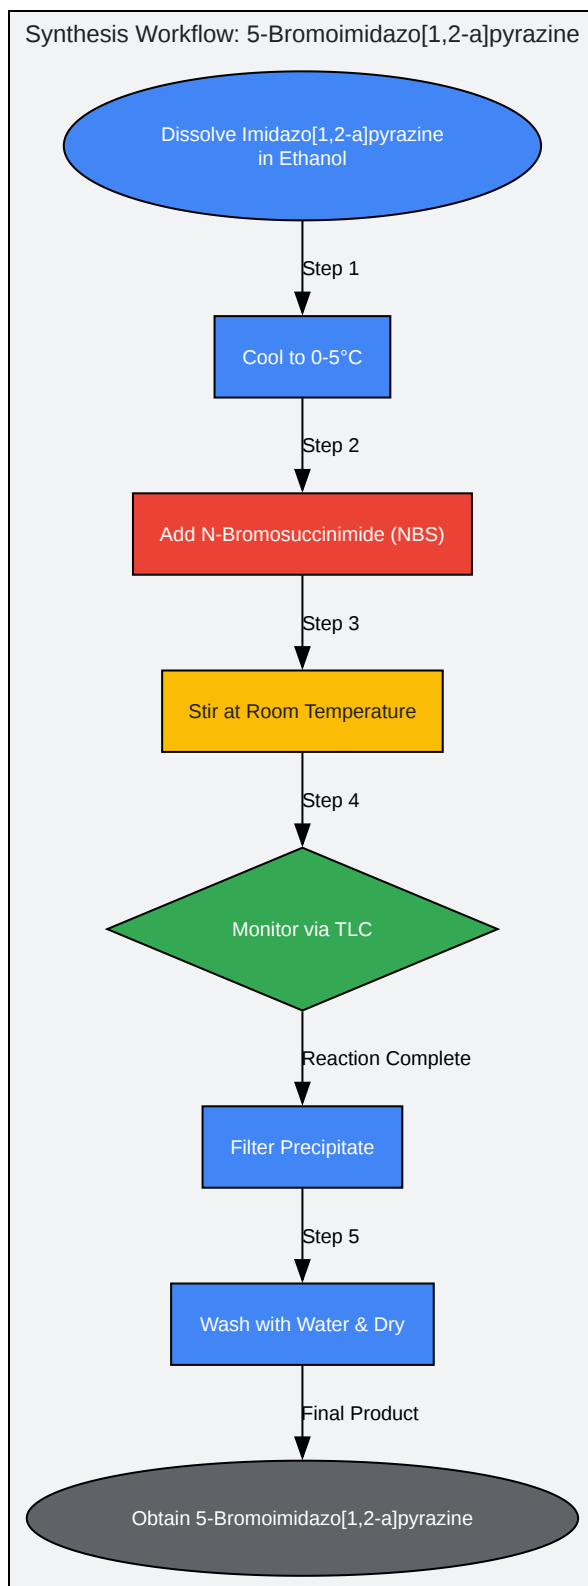 Synthesis Workflow: 5-Bromoimidazo[1,2-a]pyrazine
Dissolve Imidazo[1,2-a]pyrazine
in Ethanol
Step 1
Cool to 0-5°C
Step 2
Add N-Bromosuccinimide (NBS)
Step 3
Stir at Room Temperature
Step 4
Monitor via TLC
Reaction Complete
Filter Precipitate
Step 5
Wash with Water & Dry
Final Product
Obtain 5-Bromoimidazo[1,2-a]pyrazine